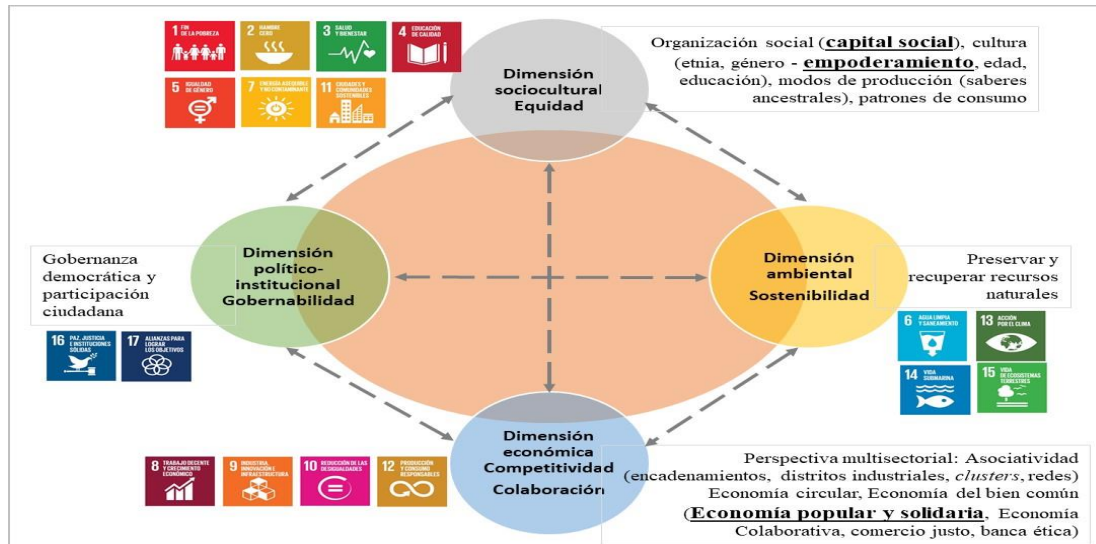 1 FIN DE LA POBREZA
2 HAMBRE CERO
3 SALUD Y BIENESTAR
4 EDUCACIÓN DE CALIDAD
5 IGUALDAD DE GÉNERO
7 ENERGÍA ASEQUIBLE Y NO CONTAMINANTE
11 CIUDADES Y COMUNIDADES SOSTENIBLES
Dimensión
sociocultural
Equidad
Organización social (capital social), cultura
(etnia, género - empoderamiento, edad,
educación), modos de producción (saberes
ancestrales), patrones de consumo
Gobernanza
democrática y
participación
ciudadana
16 PAZ, JUSTICIA E INSTITUCIONES SÓLIDAS
17 ALIANZAS PARA LOGRAR LOS OBJETIVOS
Dimensión
político-
institucional
Gobernabilidad
Dimensión
ambiental
Sostenibilidad
Preservar y
recuperar recursos
naturales
6 AGUA LIMPIA Y SANEAMIENTO
13 ACCIÓN POR EL CLIMA
14 VIDA SUBMARINA
15 VIDA DE ECOSISTEMAS TERRESTRES
8 TRABAJO DECENTE Y CRECIMIENTO ECONÓMICO
9 INDUSTRIA, INNOVACIÓN E INFRAESTRUCTURA
10 REDUCCIÓN DE LAS DESIGUALDADES
12 PRODUCCIÓN Y CONSUMO RESPONSABLES
Dimensión
económica
Competitividad
Colaboración
Perspectiva multisectorial: Asociatividad
(encadenamientos, distritos industriales, clusters, redes)
Economía circular, Economía del bien común
(Economía popular y solidaria, Economía
Colaborativa, comercio justo, banca ética)